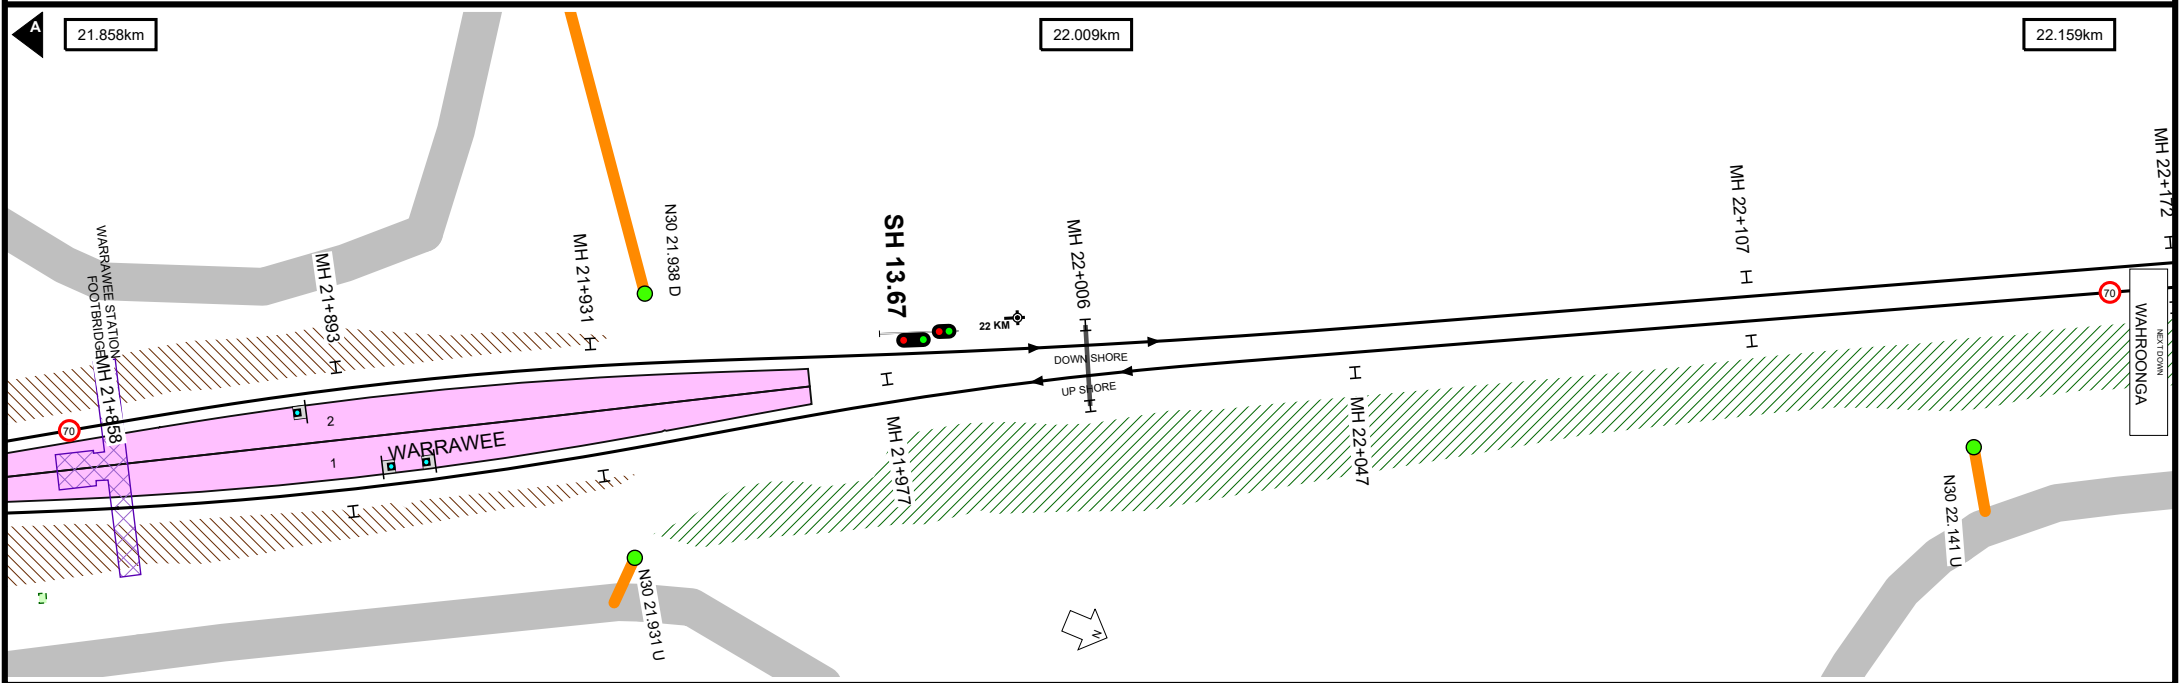 A
21.858km
22.009km
22.159km
WARRAWEE STATION
FOOTBRIDGE
MH 21+858
MH 21+893
MH 21+931
N30 21.938 D
SH 13.67
22 KM
MH 22+006
MH 22+107
MH 22+172
DOWN SHORE
UP SHORE
70
70
WAHROONGA
NEXT DOWN
2
1
WARRAWEE
MH 21+977
MH 22+047
N30 22.141 U
N30 21.931 U
N